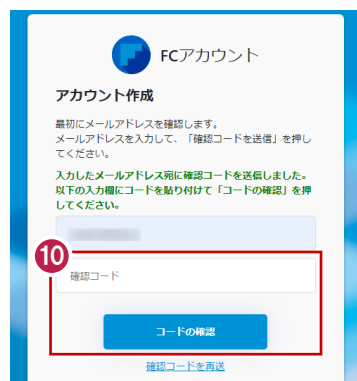 FCアカウント
アカウント作成
最初にメールアドレスを確認します。
メールアドレスを入力して、「確認コードを送信」を押し
てください。
入力したメールアドレス宛に確認コードを送信しました。
以下の入力欄にコードを貼り付けて「コードの確認」を押
してください。
10
確認コード
コードの確認
確認コードを再送